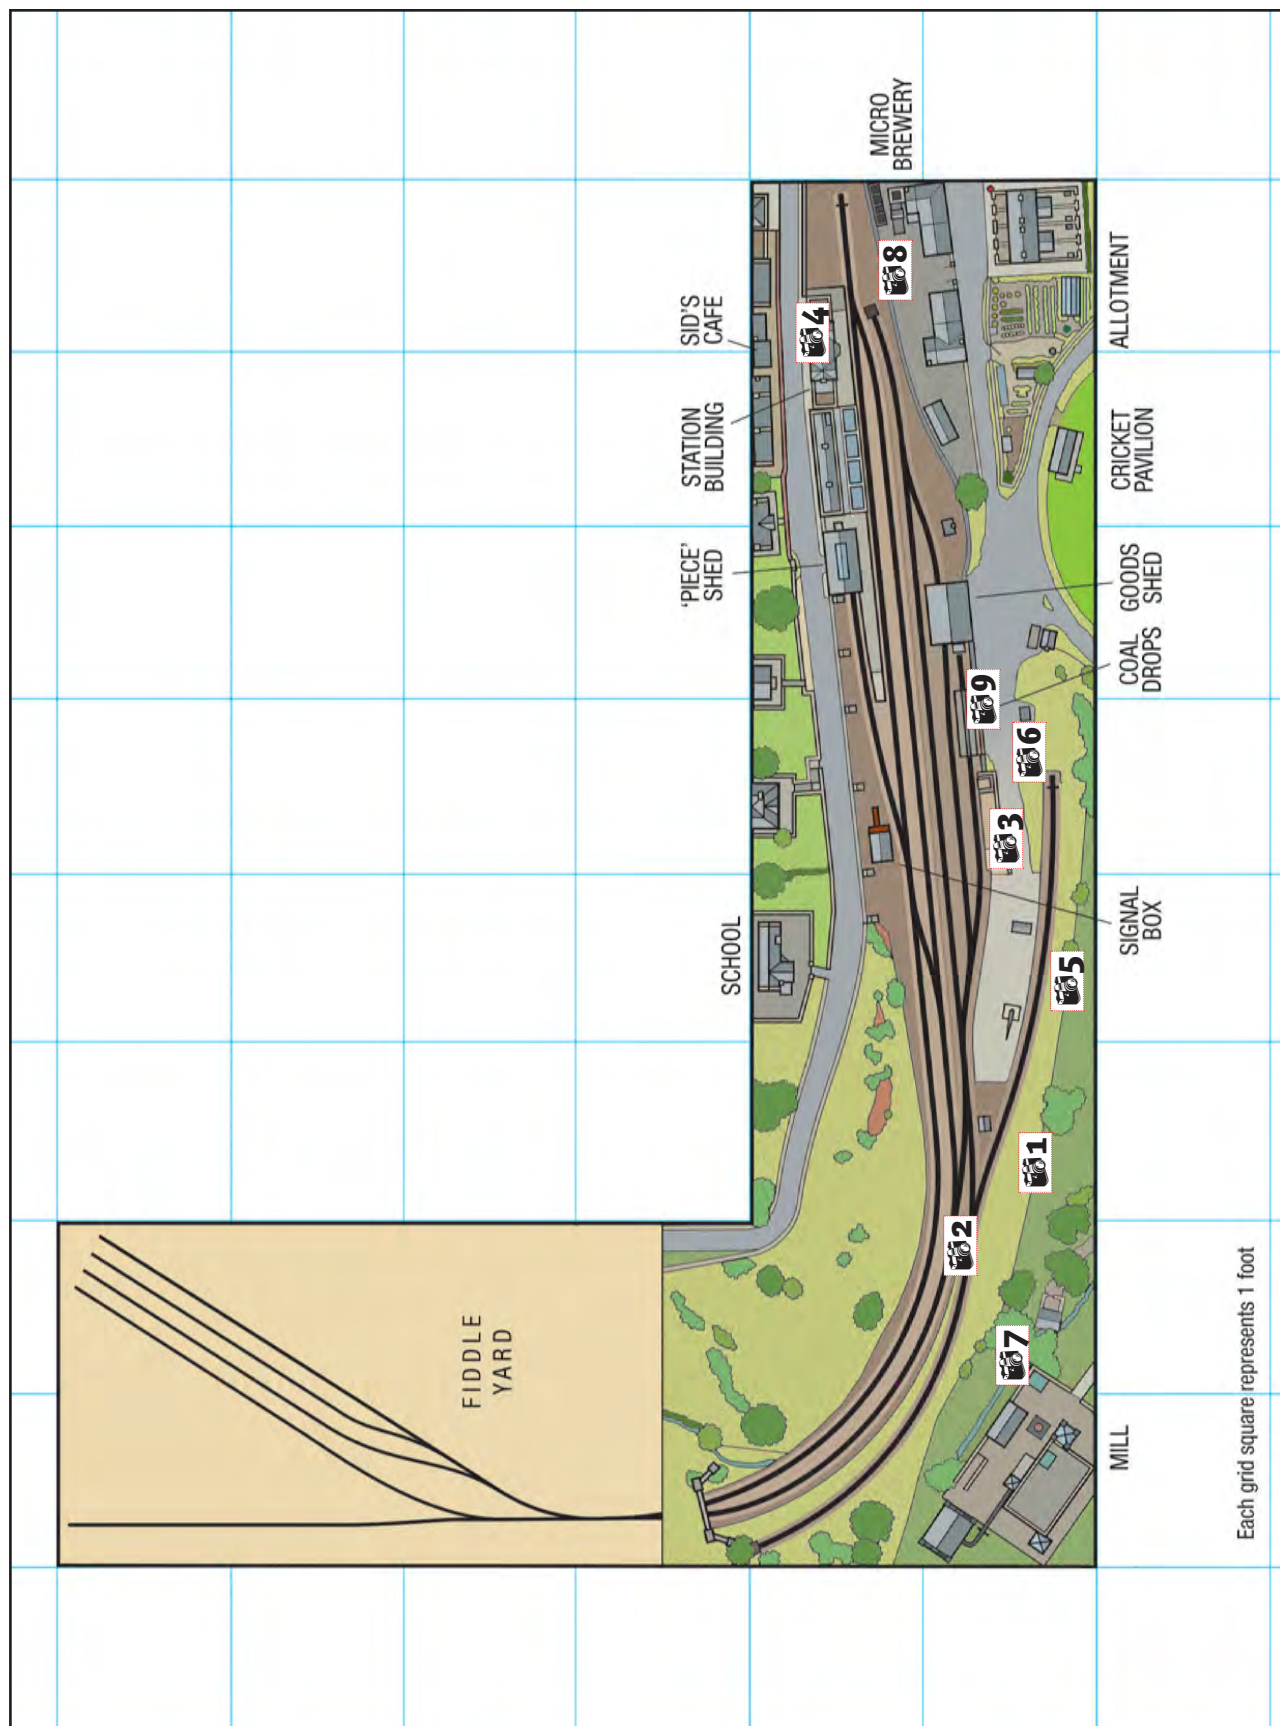 MICRO
BREWERY
SID'S
CAFE
STATION
BUILDING
'PIECE'
SHED
SCHOOL
FIDDLE
YARD
ALLOTMENT
CRICKET
PAVILION
GOODS
SHED
COAL
DROPS
SIGNAL
BOX
MILL
8
4
9
6
3
5
1
2
7
Each grid square represents 1 foot